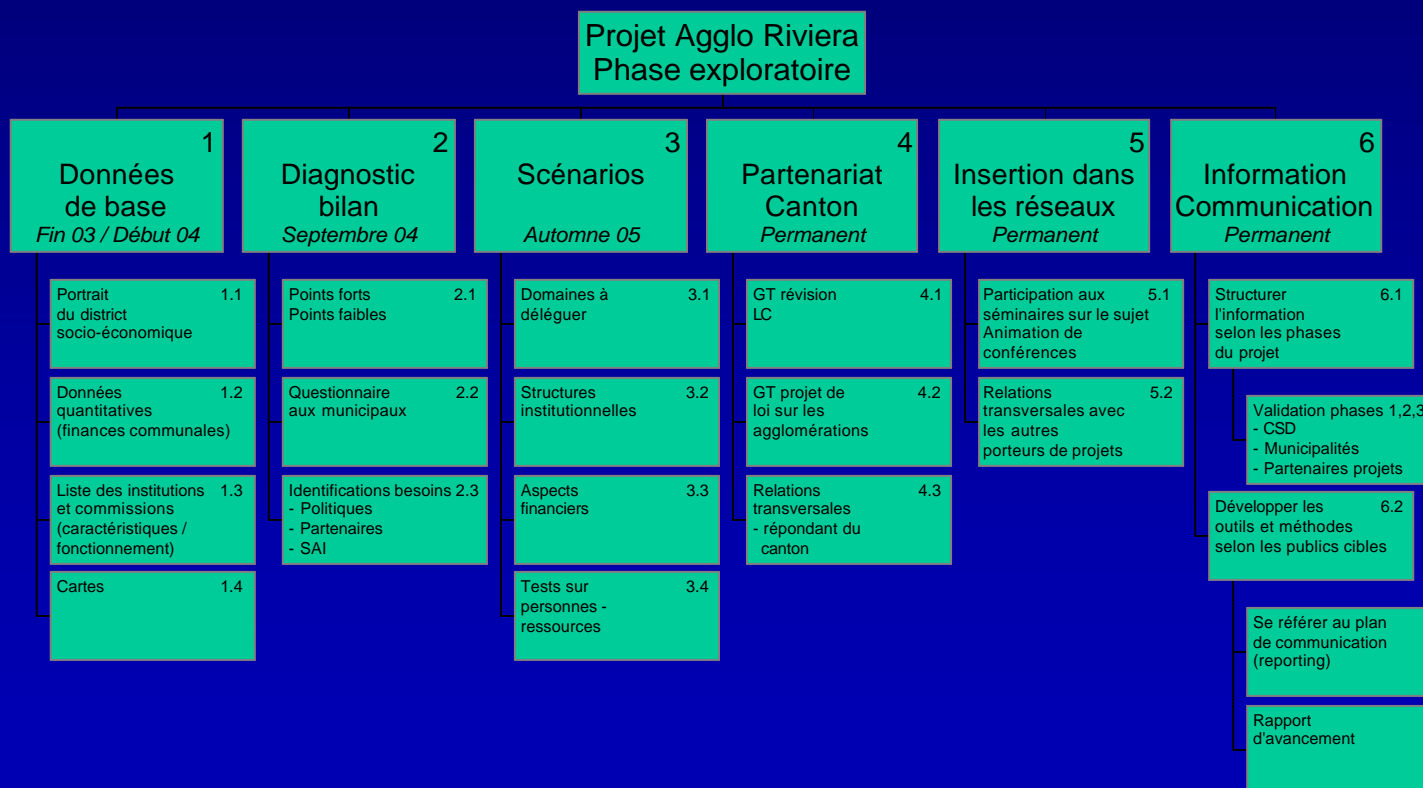 Projet Agglo Riviera
Phase exploratoire
1
Données
de base
Fin 03 / Début 04
Portrait 1.1
du district
socio-économique
Données 1.2
quantitatives
(finances communales)
Liste des institutions 1.3
et commissions
(caractéristiques /
fonctionnement)
Cartes 1.4
2
Diagnostic
bilan
Septembre 04
Points forts 2.1
Points faibles
Questionnaire 2.2
aux municipaux
Identifications besoins 2.3
- Politiques
- Partenaires
- SAI
3
Scénarios
Automne 05
Domaines à 3.1
déléguer
Structures 3.2
institutionnelles
Aspects 3.3
financiers
Tests sur 3.4
personnes -
ressources
4
Partenariat
Canton
Permanent
GT révision 4.1
LC
GT projet de 4.2
loi sur les
agglomérations
Relations 4.3
transversales
- répondant du
canton
5
Insertion dans
les réseaux
Permanent
Participation aux 5.1
séminaires sur le sujet
Animation de
conférences
Relations 5.2
transversales avec
les autres
porteurs de projets
6
Information
Communication
Permanent
Structurer 6.1
l'information
selon les phases
du projet
Validation phases 1,2,3
- CSD
- Municipalités
- Partenaires projets
Développer les 6.2
outils et méthodes
selon les publics cibles
Se référer au plan
de communication
(reporting)
Rapport
d'avancement